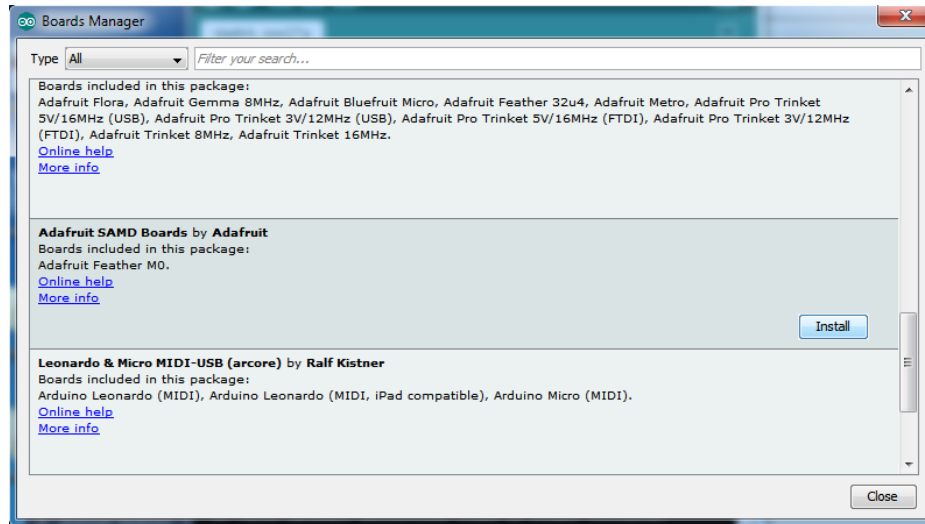 Boards Manager
Type All Filter your search...
Boards included in this package:
Adafruit Flora, Adafruit Gemma 8MHz, Adafruit Bluefruit Micro, Adafruit Feather 32u4, Adafruit Metro, Adafruit Pro Trinket
5V/16MHz (USB), Adafruit Pro Trinket 3V/12MHz (USB), Adafruit Pro Trinket 5V/16MHz (FTDI), Adafruit Pro Trinket 3V/12MHz
(FTDI), Adafruit Trinket 8MHz, Adafruit Trinket 16MHz.
Online help
More info
Adafruit SAMD Boards by Adafruit
Boards included in this package:
Adafruit Feather M0.
Online help
More info
Install
Leonardo & Micro MIDI-USB (arcore) by Ralf Kistner
Boards included in this package:
Arduino Leonardo (MIDI), Arduino Leonardo (MIDI, iPad compatible), Arduino Micro (MIDI).
Online help
More info
Close